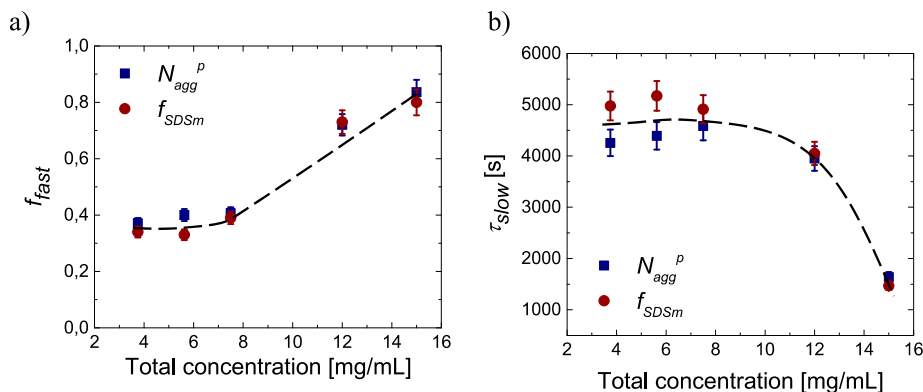 a)
1,0
0,8
0,6
0,4
0,2
0,0
f_fast
N_agg^p
f_SDSm
2 4 6 8 10 12 14 16
Total concentration [mg/mL]
b)
6000
5000
4000
3000
2000
1000
τ_slow [s]
N_agg^p
f_SDSm
2 4 6 8 10 12 14 16
Total concentration [mg/mL]